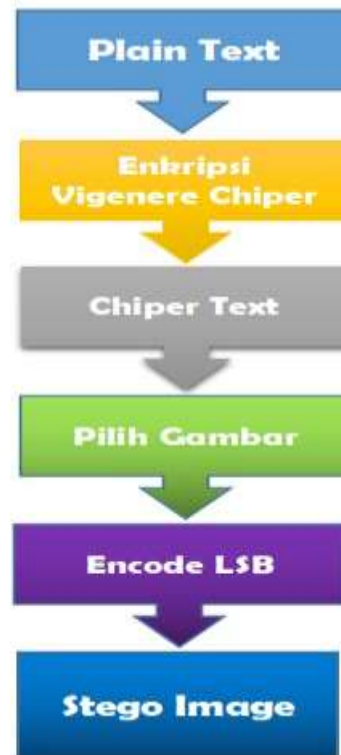 Plain Text
Enkripsi
Vigenere Chiper
Chiper Text
Pilih Gambar
Encode LSB
Stego Image